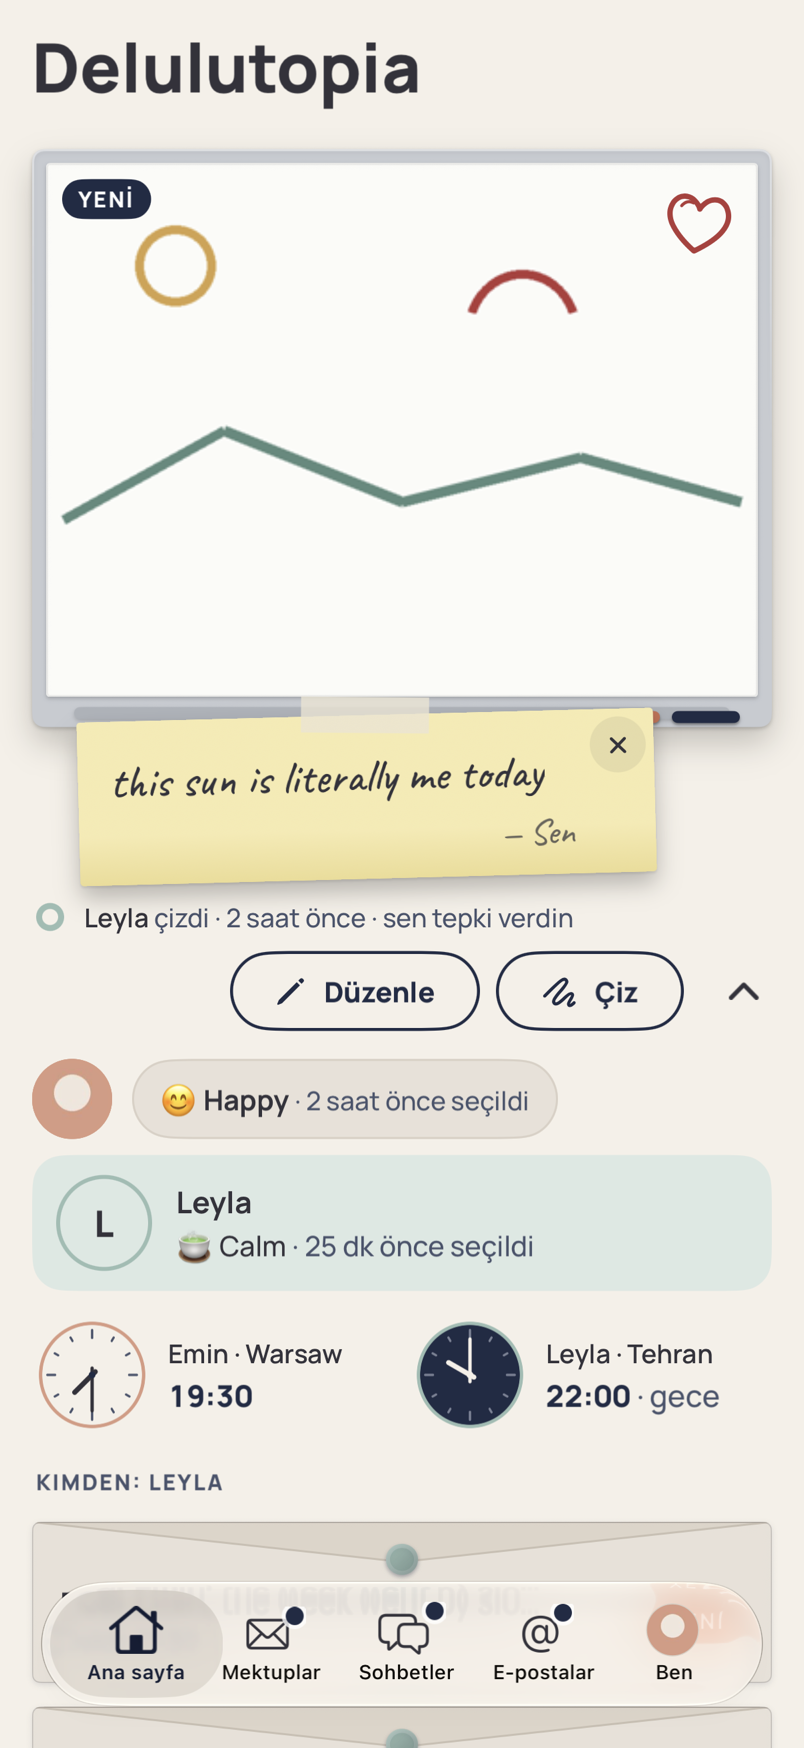 Delulutopia
YENİ
this sun is literally me today
– Sen
Leyla çizdi · 2 saat önce · sen tepki verdin
Düzenle
Çiz
😊 Happy · 2 saat önce seçildi
L
Leyla
🍵 Calm · 25 dk önce seçildi
Emin · Warsaw
19:30
Leyla · Tehran
22:00 · gece
KIMDEN: LEYLA
Ana sayfa
Mektuplar
Sohbetler
E-postalar
Ben